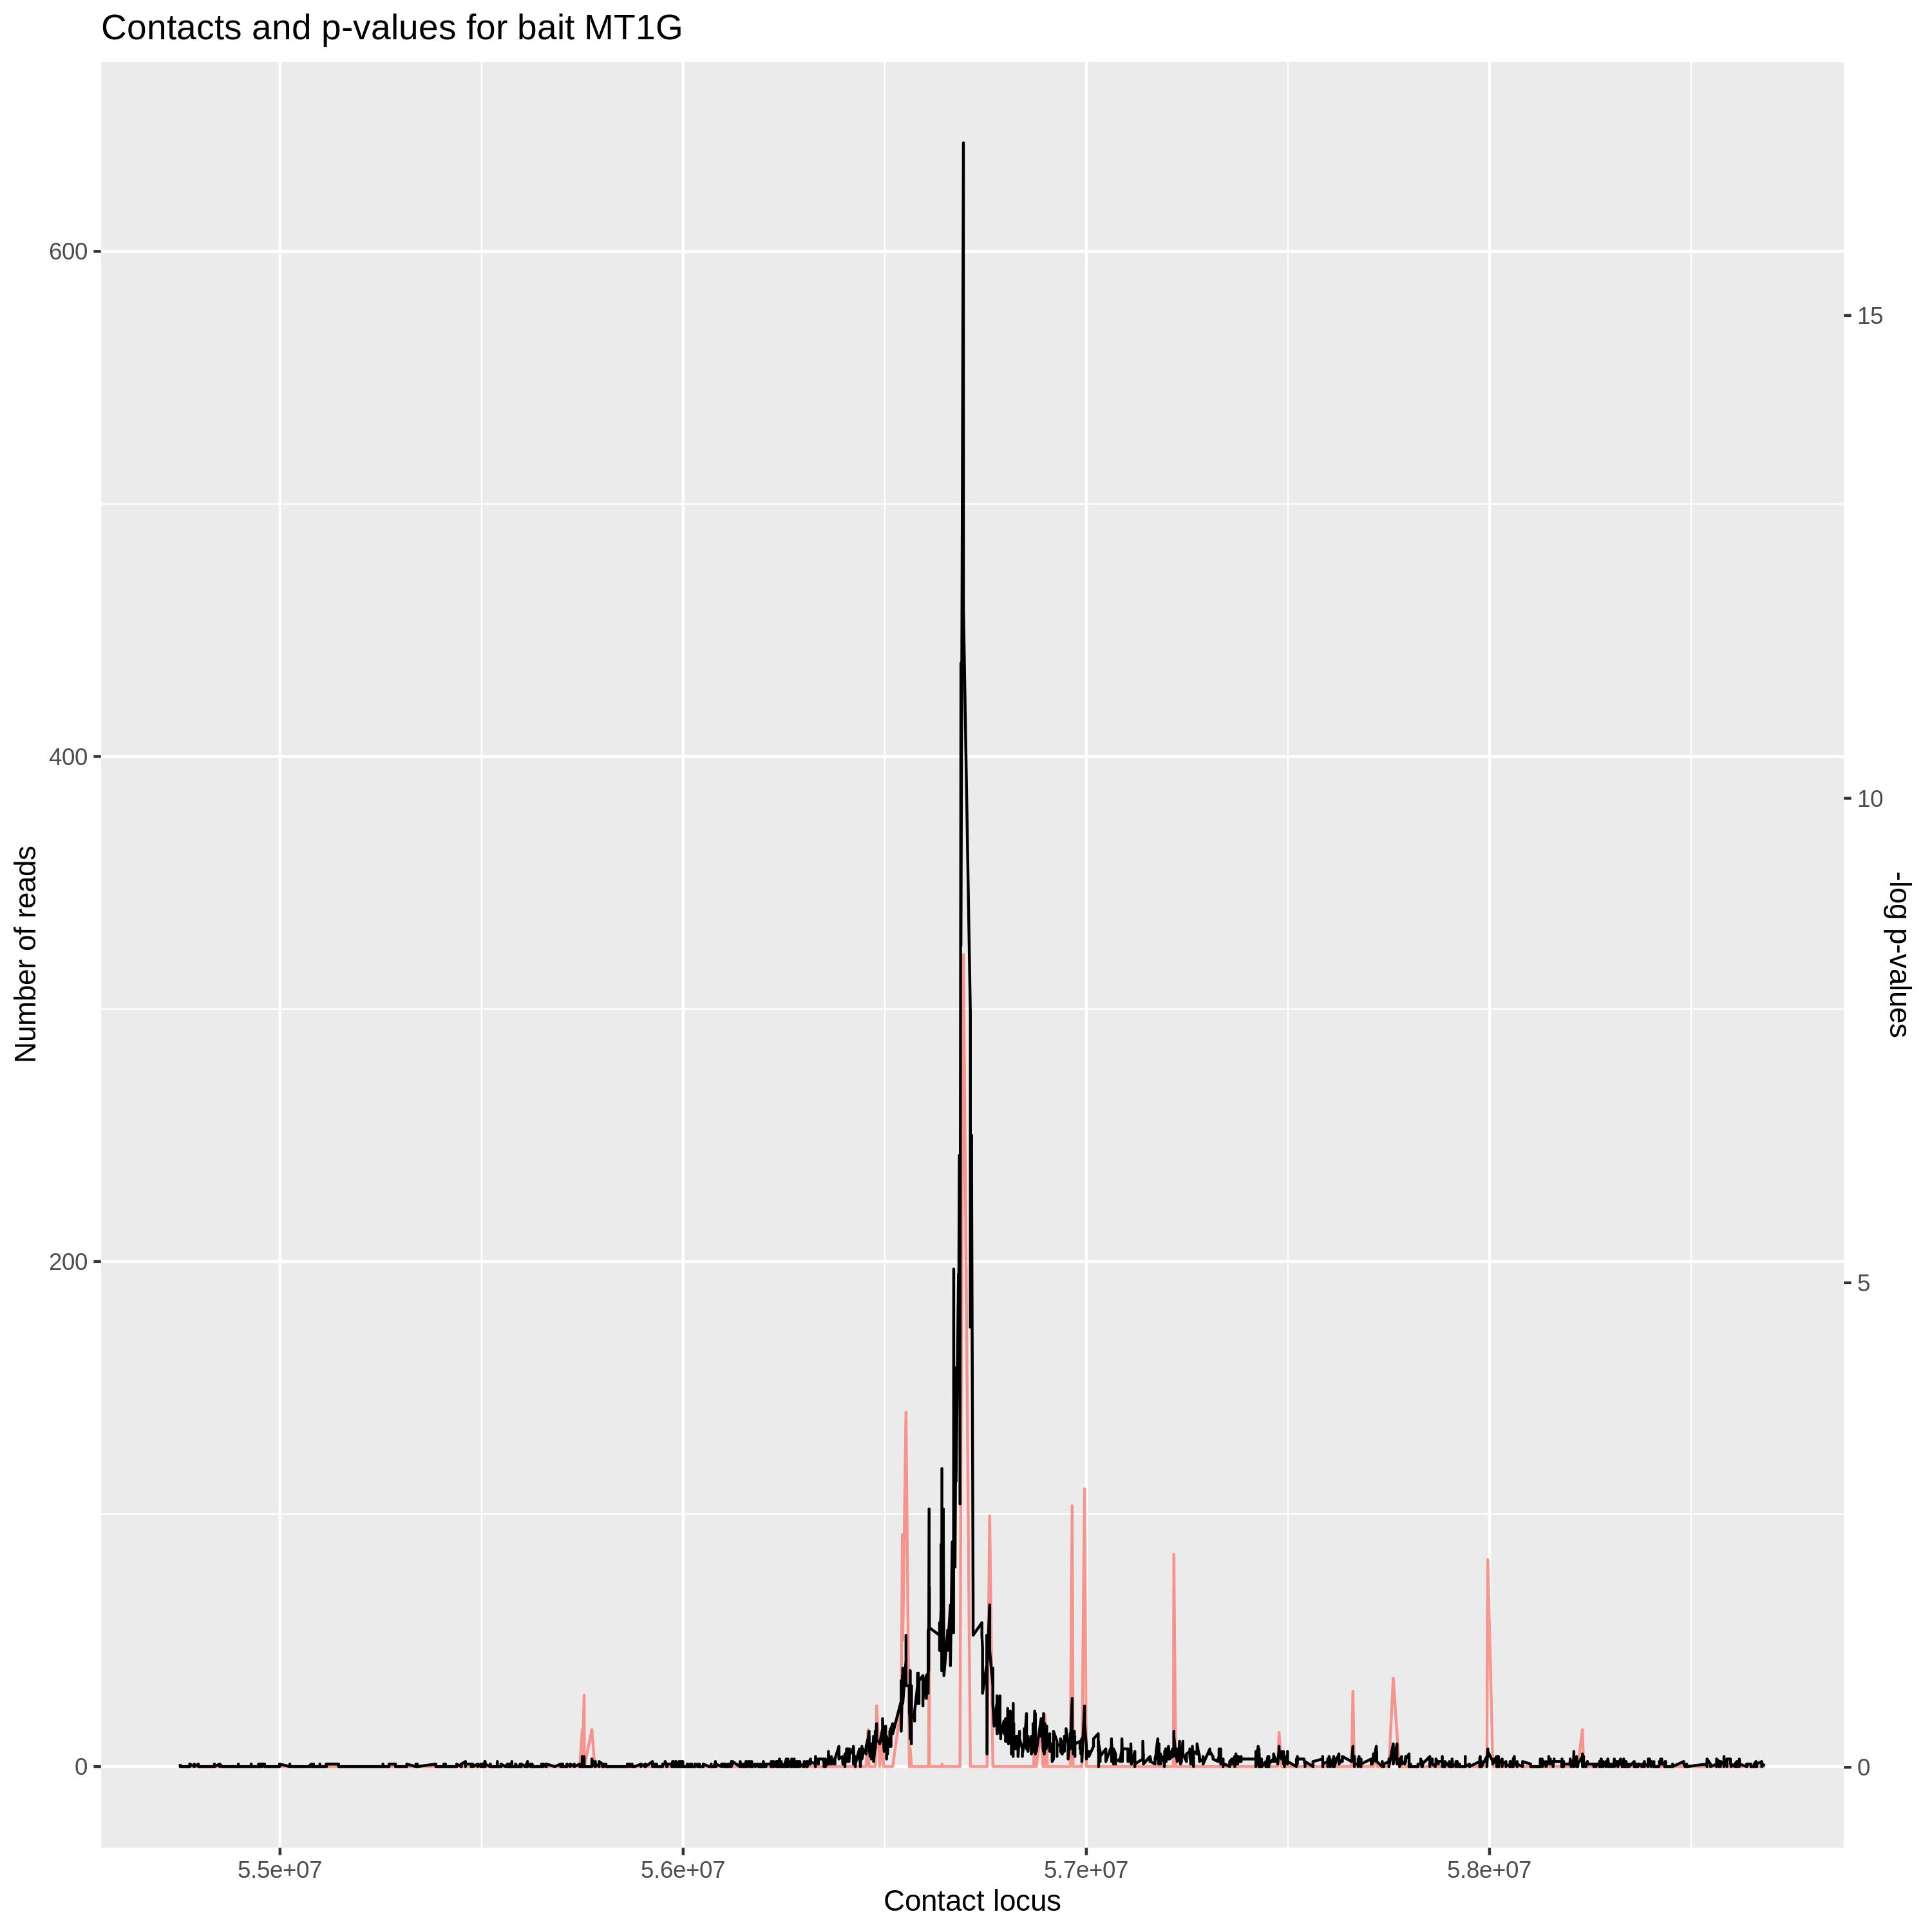 Contacts and p-values for bait MT1G
600
400
200
0
Number of reads
15
10
5
0
-log p-values
5.5e+07 5.6e+07 5.7e+07 5.8e+07
Contact locus